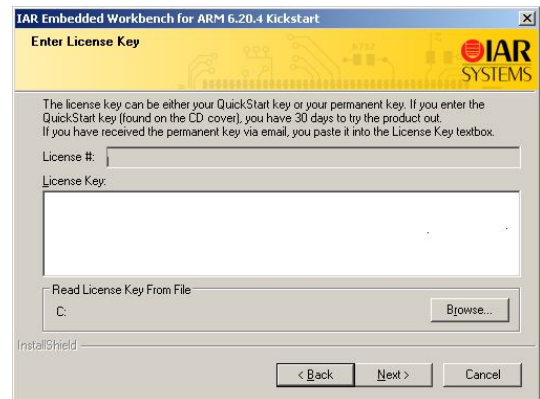 IAR Embedded Workbench for ARM 6.20.4 Kickstart
Enter License Key
IAR
SYSTEMS
The license key can be either your QuickStart key or your permanent key. If you enter the
QuickStart key (found on the CD cover), you have 30 days to try the product out.
If you have received the permanent key via email, you paste it into the License Key textbox.
License #:
License Key:
Read License Key From File
C:
Browse...
InstallShield
< Back
Next >
Cancel